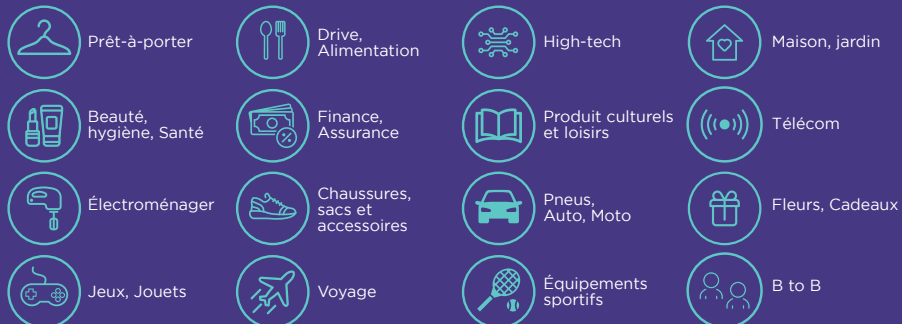 Prêt-à-porter
Drive,
Alimentation
High-tech
Maison, jardin
Beauté,
hygiène, Santé
Finance,
Assurance
Produit culturels
et loisirs
Télécom
Électroménager
Chaussures,
sacs et
accessoires
Pneus,
Auto, Moto
Fleurs, Cadeaux
Jeux, Jouets
Voyage
Équipements
sportifs
B to B